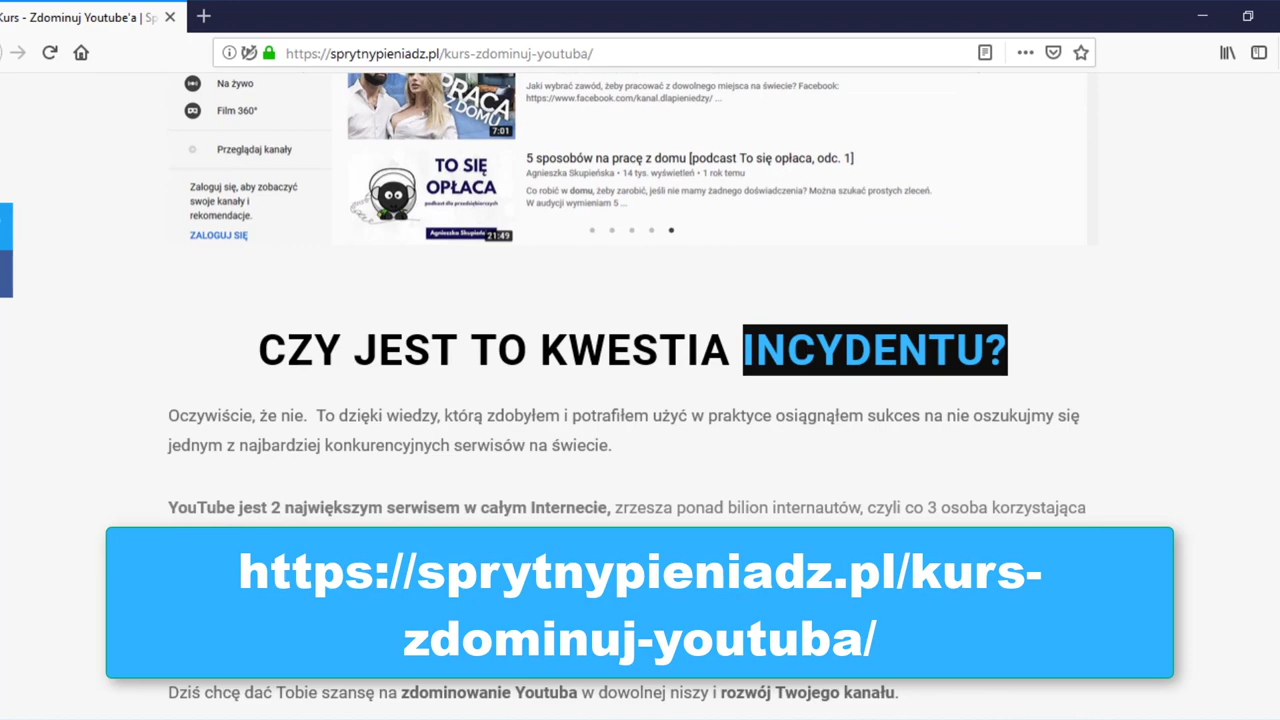 Kurs - Zdominuj Youtube'a | Sp
https://sprytnypieniadz.pl/kurs-zdominuj-youtuba/
Na żywo
Film 360°
Przeglądaj kanały
Zaloguj się, aby zobaczyć
swoje kanały i
rekomendacje.
ZALOGUJ SIĘ
PRACA
Z DOMU
7:01
Jaki wybrać zawód, żeby pracować z dowolnego miejsca na świecie? Facebook:
https://www.facebook.com/kanal.dlapieniedzy/ ...
TO SIĘ
OPŁACA
podcast dla przedsiębiorczych
Agnieszka Skupieńs
21:49
5 sposobów na pracę z domu [podcast To się opłaca, odc. 1]
Agnieszka Skupieńska • 14 tys. wyświetleń • 1 rok temu
Co robić w domu, żeby zarobić, jeśli nie mamy żadnego doświadczenia? Można szukać prostych zleceń.
W audycji wymieniam 5 ...
CZY JEST TO KWESTIA INCYDENTU?
Oczywiście, że nie. To dzięki wiedzy, którą zdobyłem i potrafiłem użyć w praktyce osiągnąłem sukces na nie oszukujmy się
jednym z najbardziej konkurencyjnych serwisów na świecie.
YouTube jest 2 największym serwisem w całym Internecie, zrzesza ponad bilion internautów, czyli co 3 osoba korzystająca
https://sprytnypieniadz.pl/kurs-
zdominuj-youtuba/
Dziś chcę dać Tobie szansę na zdominowanie Youtuba w dowolnej niszy i rozwój Twojego kanału.